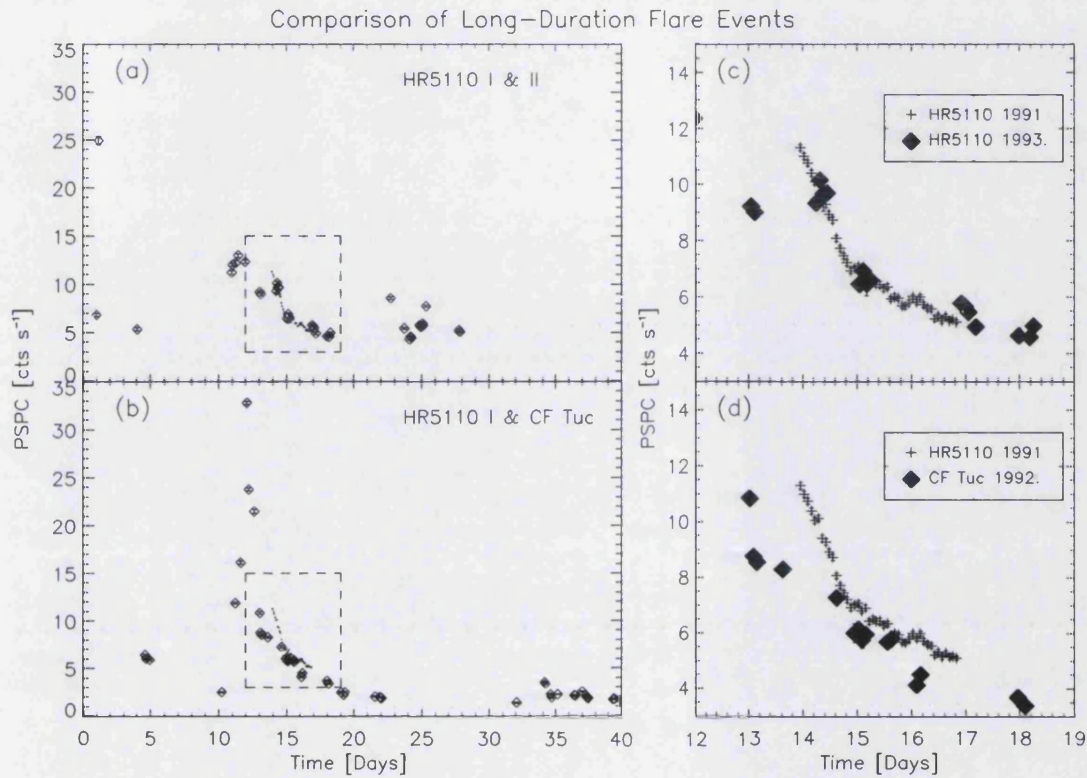 Comparison of Long-Duration Flare Events
(a)
HR5110 I & II
35
30
25
20
15
10
5
0
PSPC [cts s⁻¹]
(b)
HR5110 I & CF Tuc
35
30
25
20
15
10
5
0
0 5 10 15 20 25 30 35 40
Time [Days]
(c)
+ HR5110 1991
◆ HR5110 1993.
14
12
10
8
6
4
PSPC [cts s⁻¹]
(d)
+ HR5110 1991
◆ CF Tuc 1992.
14
12
10
8
6
4
12 13 14 15 16 17 18 19
Time [Days]